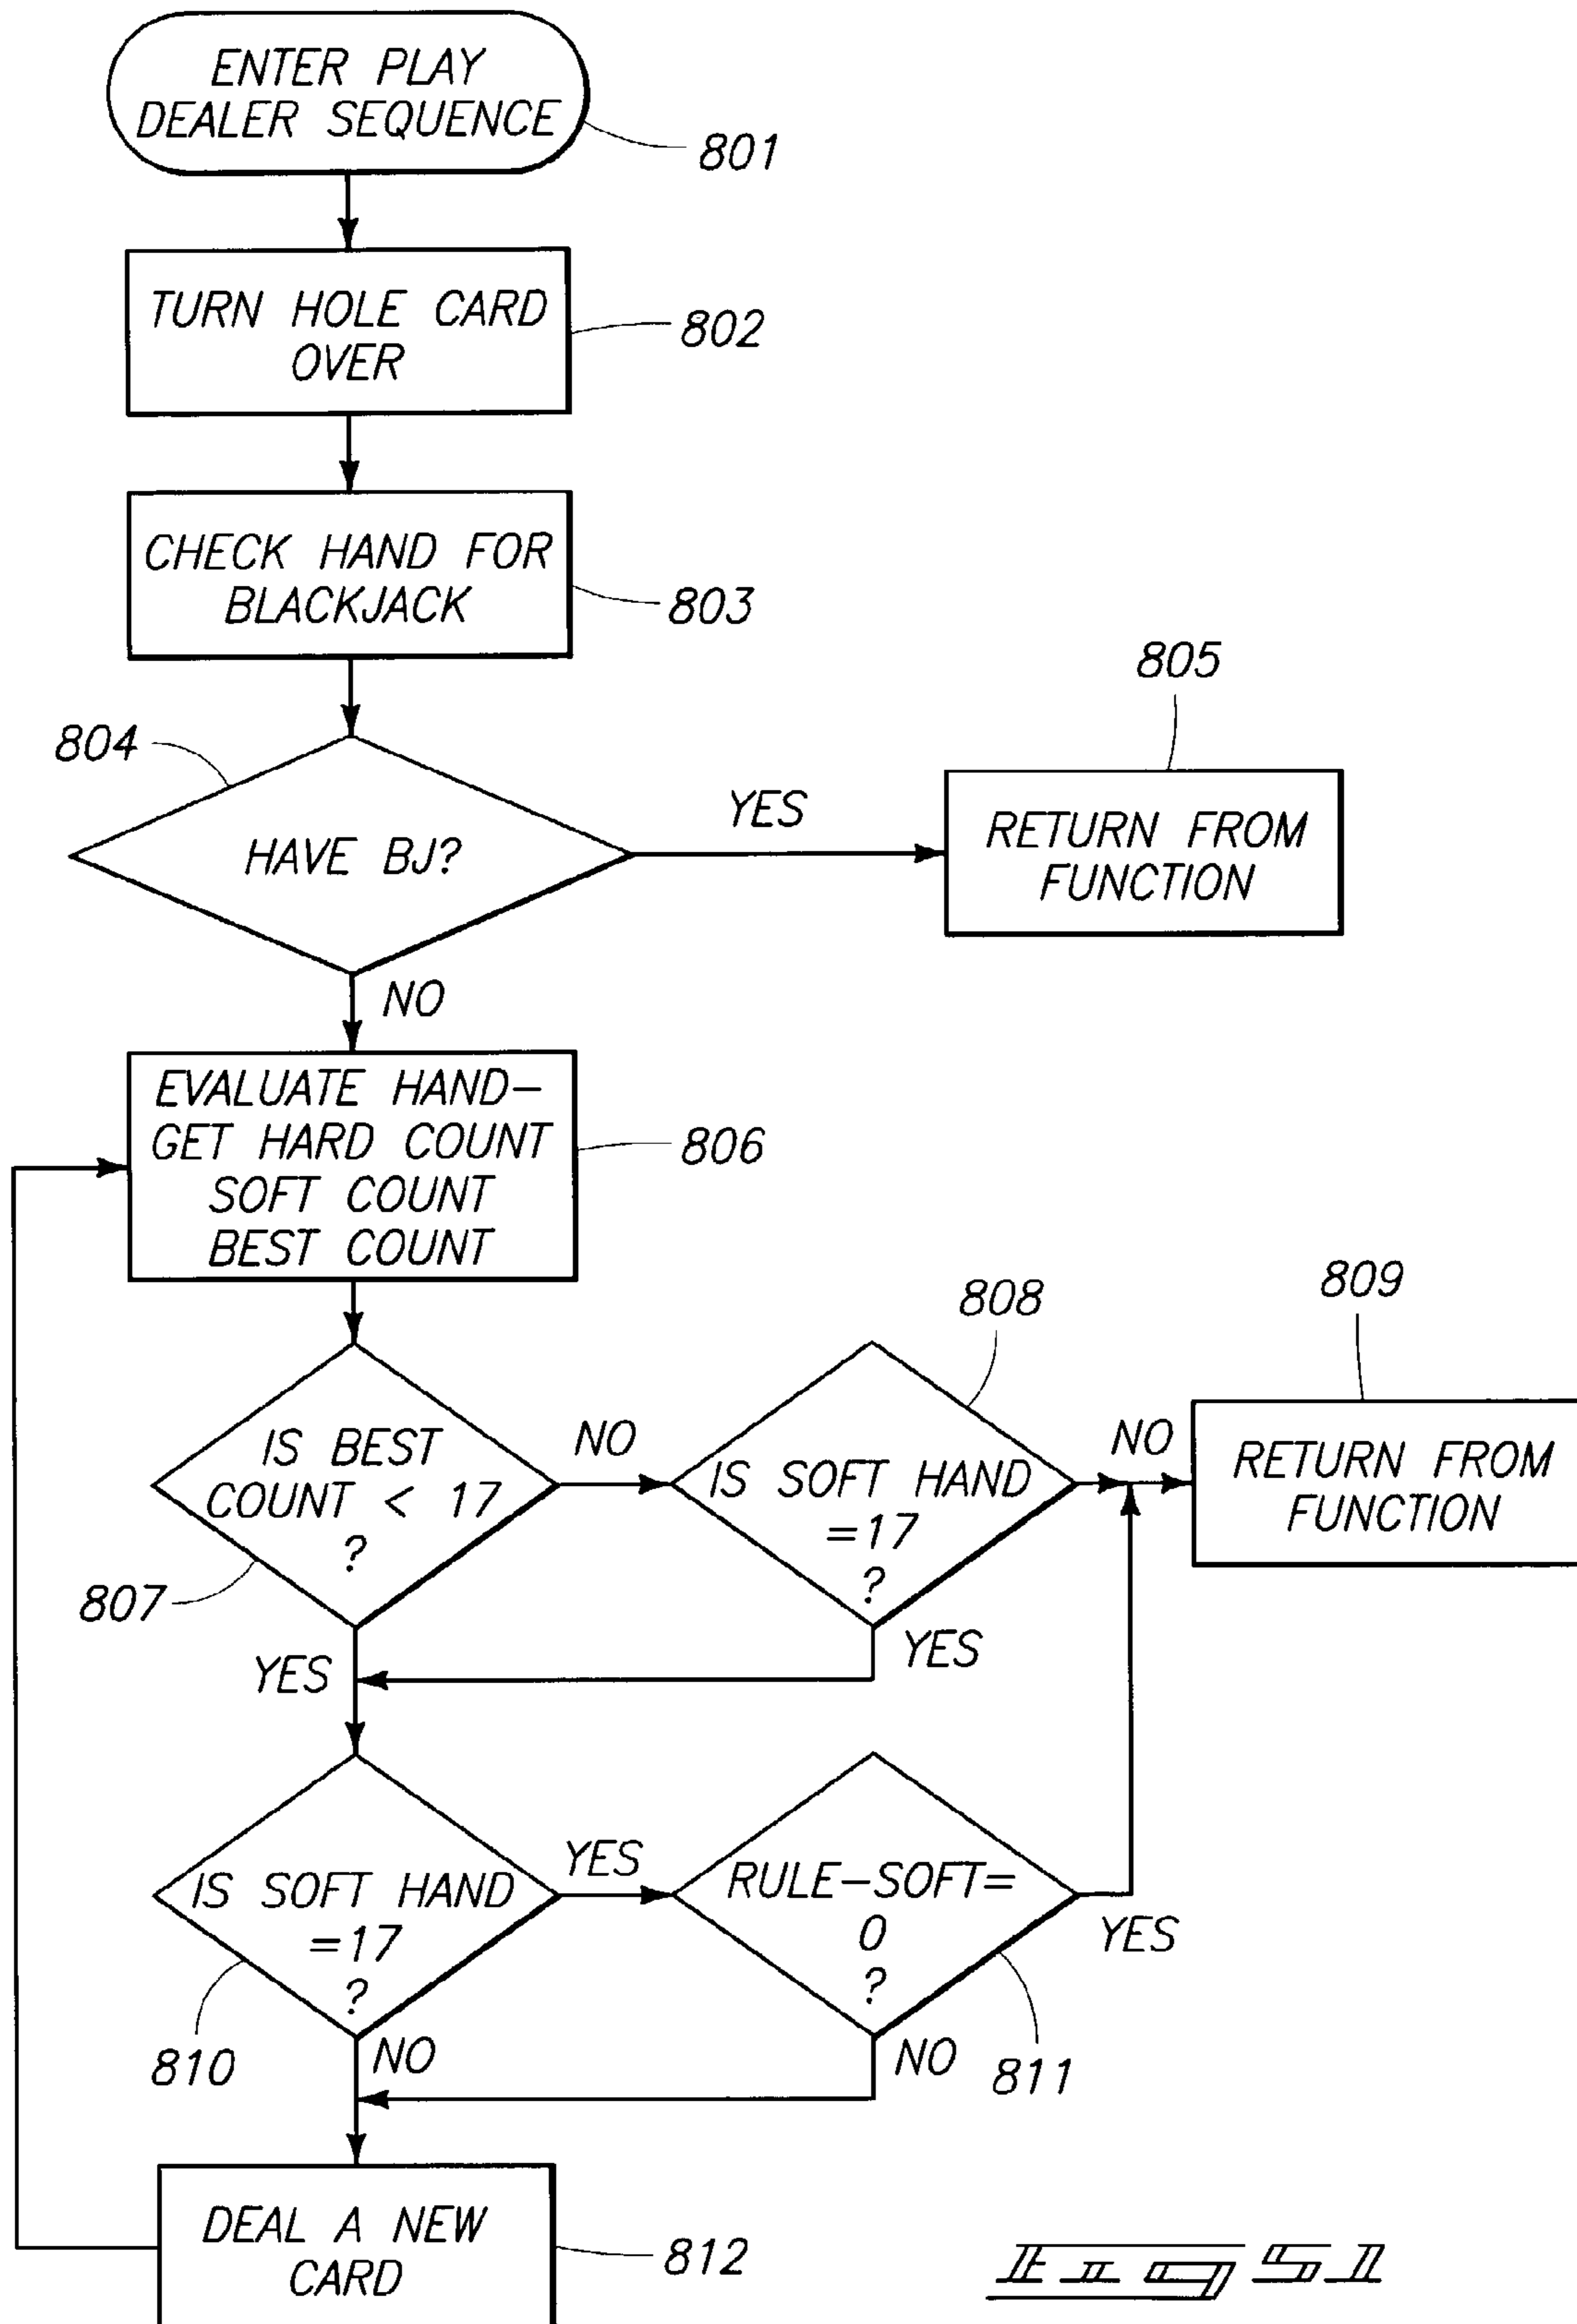 ENTER PLAY
DEALER SEQUENCE
801
TURN HOLE CARD
OVER
802
CHECK HAND FOR
BLACKJACK
803
804
HAVE BJ?
YES
805
RETURN FROM
FUNCTION
NO
EVALUATE HAND-
GET HARD COUNT
SOFT COUNT
BEST COUNT
806
IS BEST
COUNT < 17
?
807
NO
808
IS SOFT HAND
=17
?
NO
809
RETURN FROM
FUNCTION
YES
YES
IS SOFT HAND
=17
?
810
YES
RULE-SOFT=
0
?
811
YES
NO
NO
DEAL A NEW
CARD
812
FIG 51